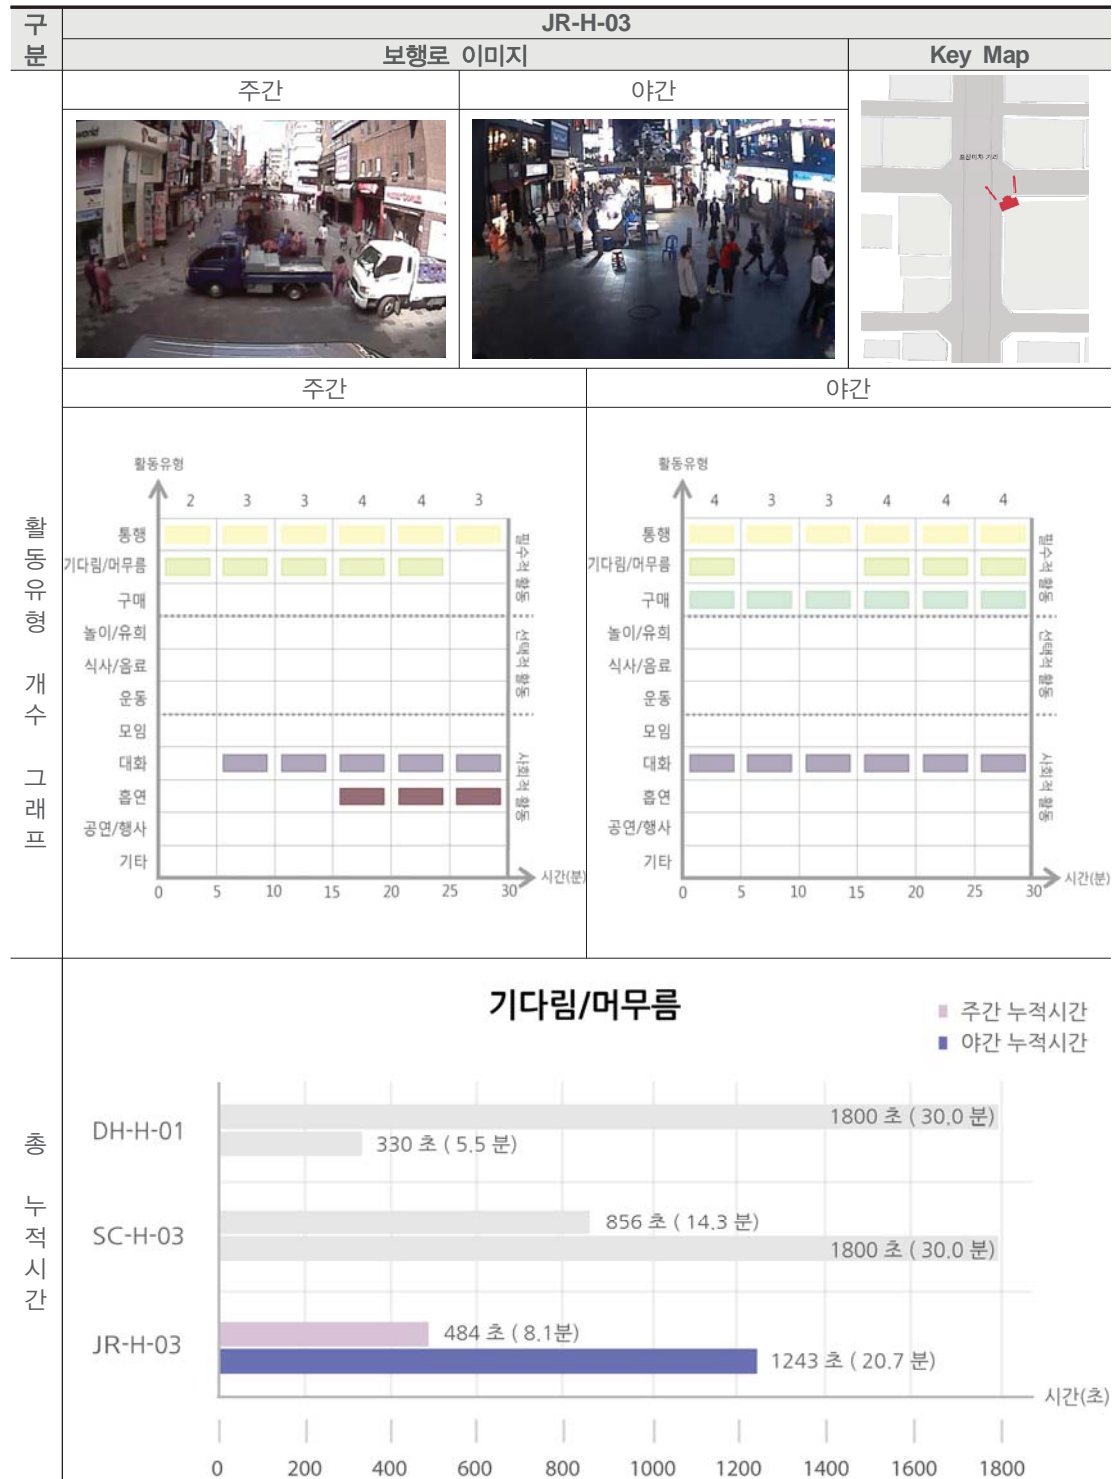 구분
JR-H-03
보행로 이미지
Key Map
주간
야간
포장마차 거리
활동유형 개수 그래프
주간
야간
활동유형
2 3 3 4 4 3
통행
기다림/머무름
구매
놀이/유희
식사/음료
운동
모임
대화
흡연
공연/행사
기타
필수적 활동
선택적 활동
사회적 활동
0 5 10 15 20 25 30
시간(분)
활동유형
4 3 3 4 4 4
통행
기다림/머무름
구매
놀이/유희
식사/음료
운동
모임
대화
흡연
공연/행사
기타
필수적 활동
선택적 활동
사회적 활동
0 5 10 15 20 25 30
시간(분)
총 누적시간
기다림/머무름
주간 누적시간
야간 누적시간
DH-H-01
1800 초 ( 30.0 분)
330 초 ( 5.5 분)
SC-H-03
856 초 ( 14.3 분)
1800 초 ( 30.0 분)
JR-H-03
484 초 ( 8.1분)
1243 초 ( 20.7 분)
시간(초)
0 200 400 600 800 1000 1200 1400 1600 1800